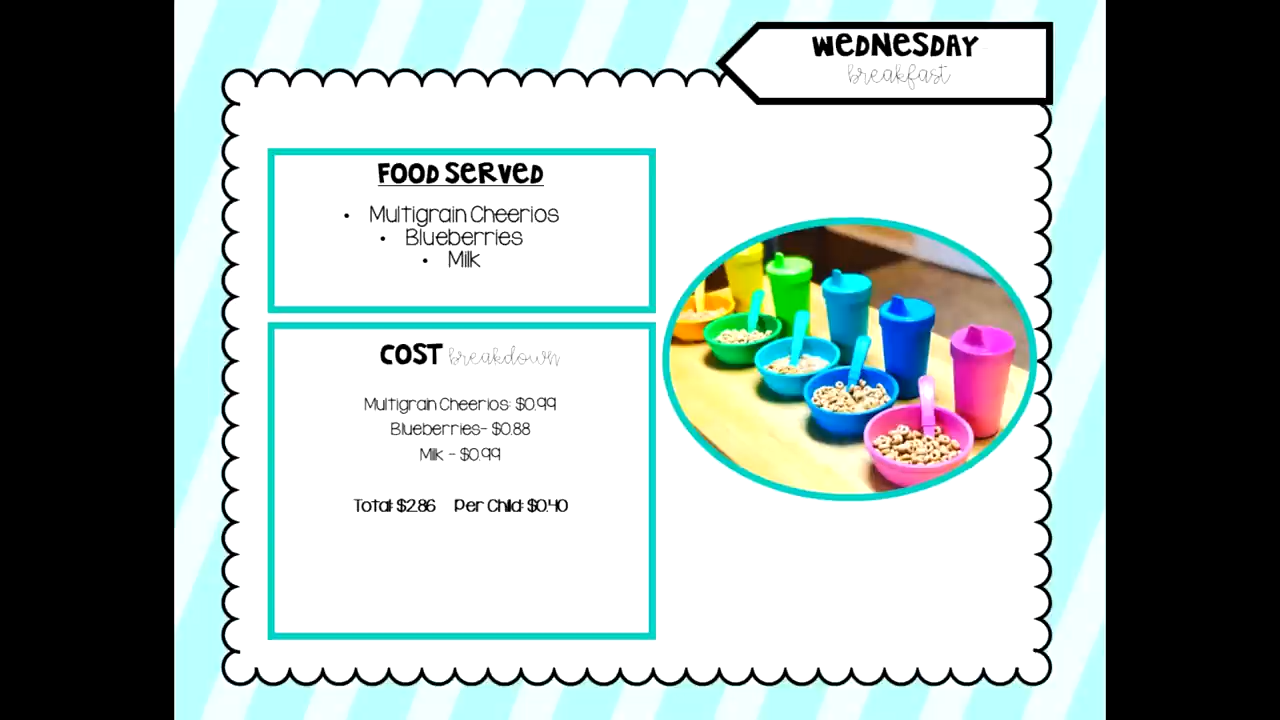 WEDNESDAY
breakfast
FOOD SERVED
• Multigrain Cheerios
• Blueberries
• Milk
COST breakdown
Multigrain Cheerios: $0.99
Blueberries- $0.88
Milk - $0.99
Total: $2.86 Per Child: $0.40